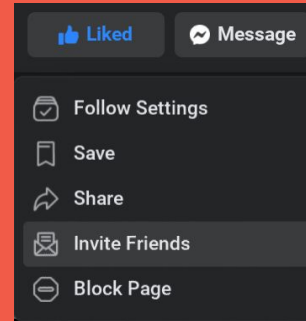 Liked
Message
Follow Settings
Save
Share
Invite Friends
Block Page